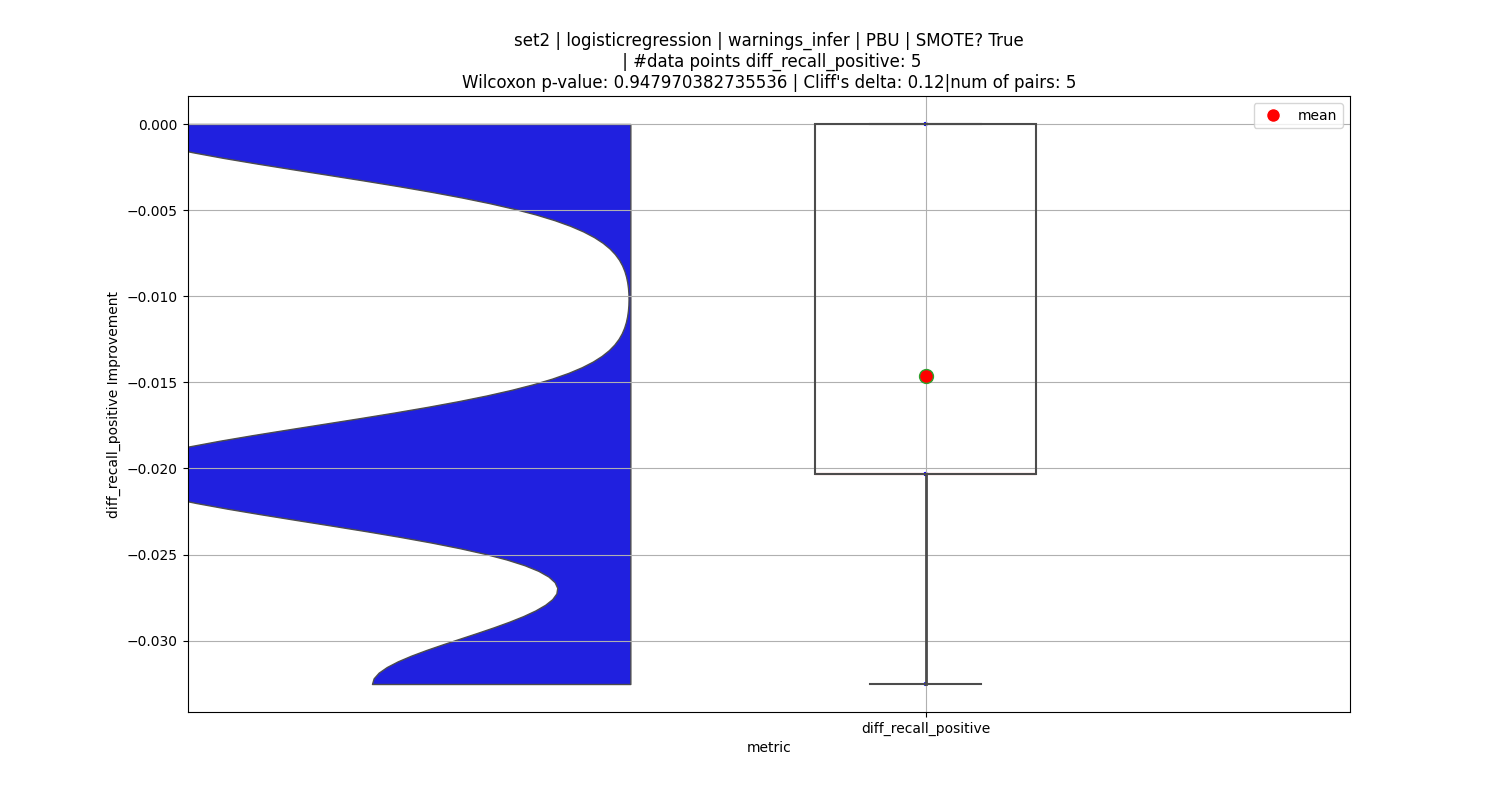 set2 | logisticregression | warnings_infer | PBU | SMOTE? True
| #data points diff_recall_positive: 5
Wilcoxon p-value: 0.947970382735536 | Cliff's delta: 0.12|num of pairs: 5
mean
0.000
−0.005
−0.010
−0.015
−0.020
−0.025
−0.030
diff_recall_positive Improvement
diff_recall_positive
metric